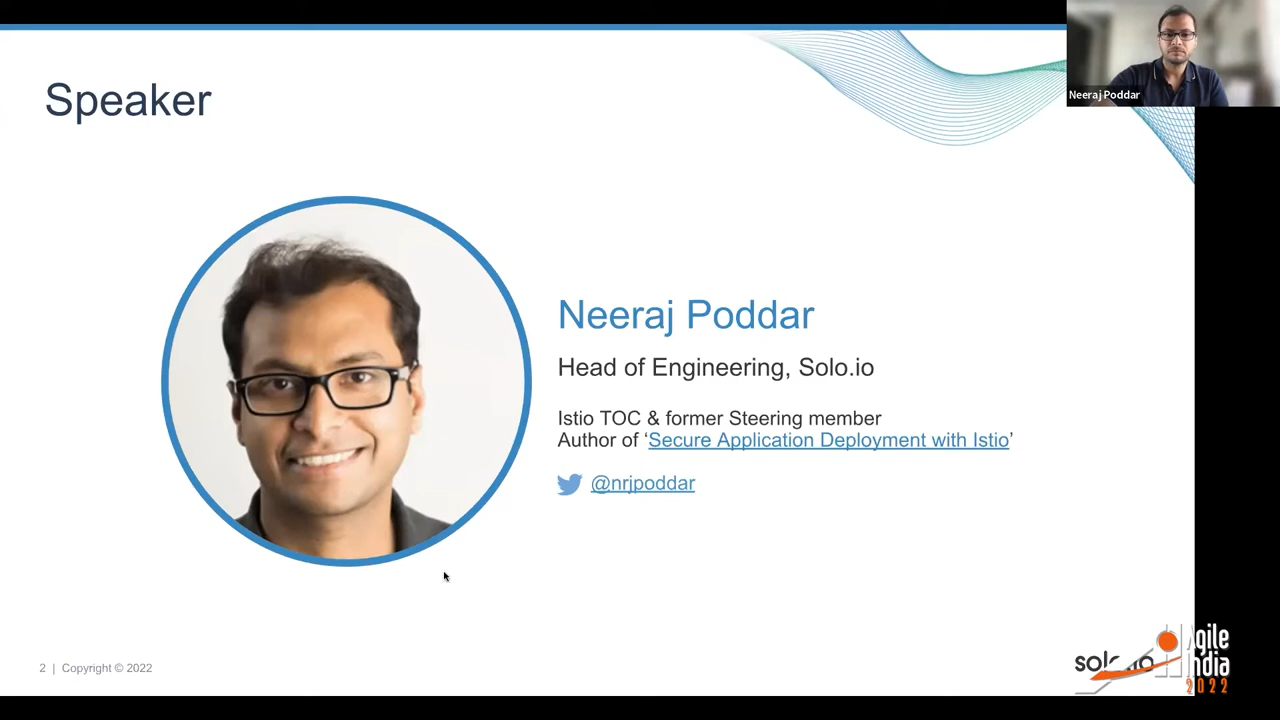 Speaker
Neeraj Poddar
Neeraj Poddar
Head of Engineering, Solo.io
Istio TOC & former Steering member
Author of ‘Secure Application Deployment with Istio’
@nrjpoddar
2 | Copyright © 2022
solo.io
Agile
India
2022